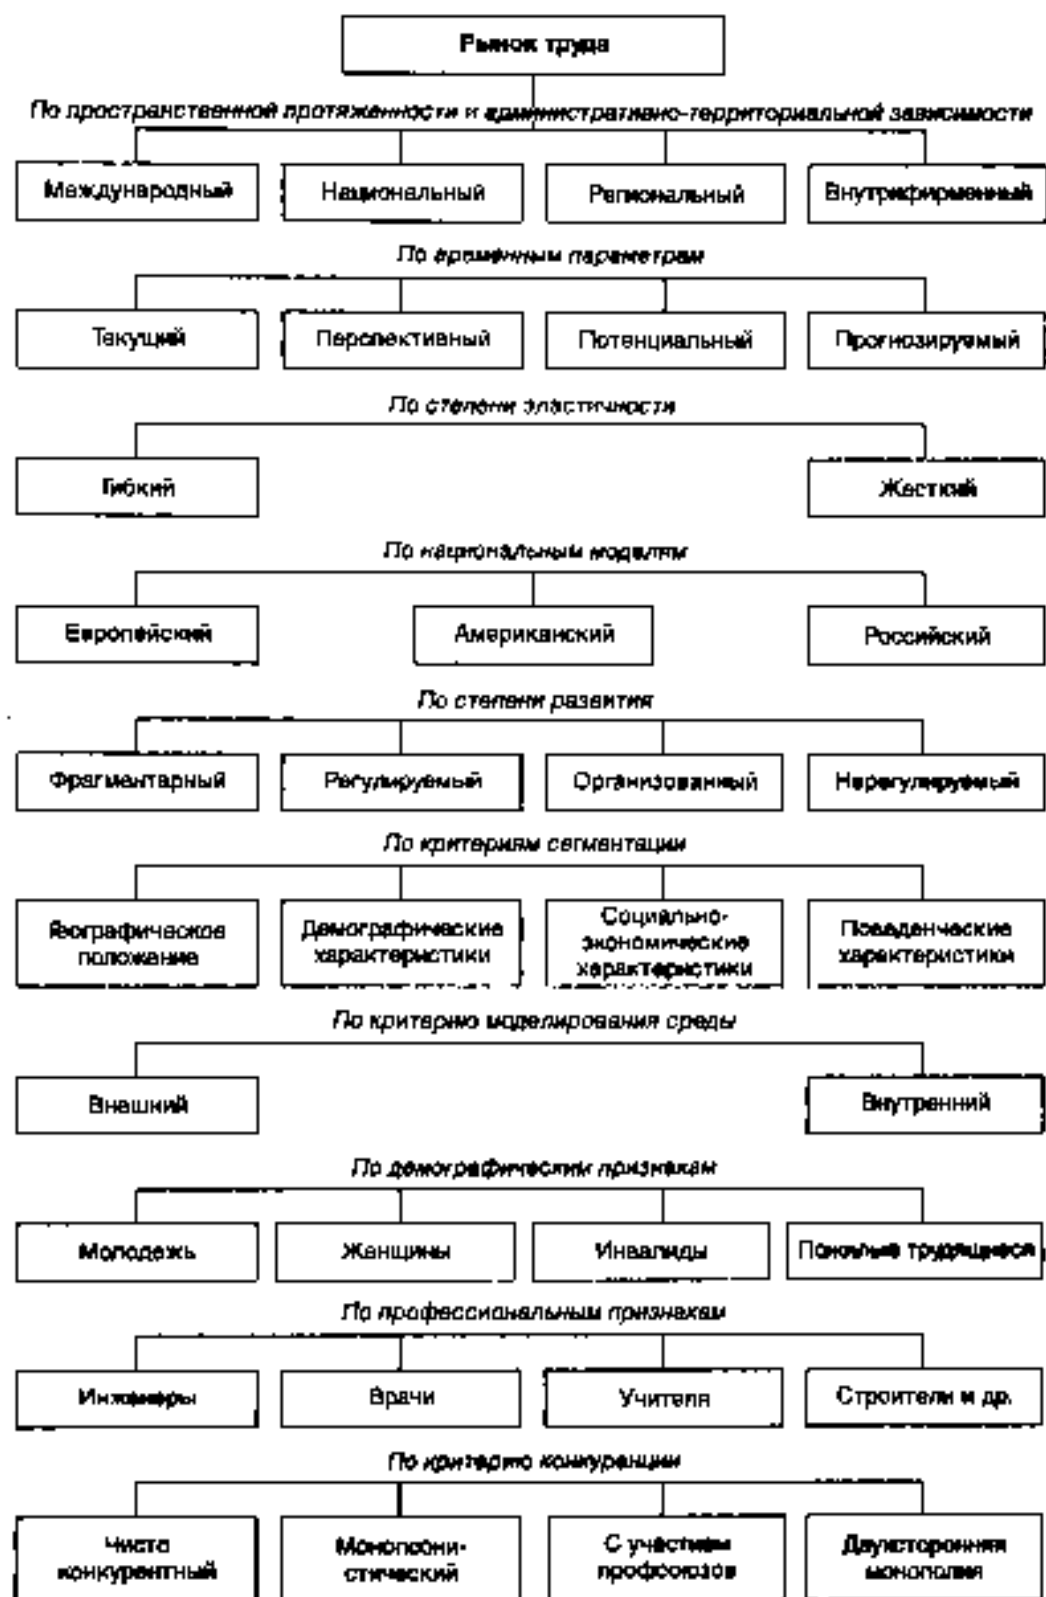 Рынок труда
По пространственной протяженности и административно-территориальной зависимости
Международный Национальный Региональный Внутрифирменный
По временным параметрам
Текущий Перспективный Потенциальный Прогнозируемый
По степени эластичности
Гибкий Жесткий
По национальным моделям
Европейский Американский Российский
По степени развития
Фрагментарный Регулируемый Организованный Нерегулируемый
По критериям сегментации
Географическое
положение
Демографические
характеристики
Социально-
экономические
характеристики
Поведенческие
характеристики
По критерию моделирования среды
Внешний Внутренний
По демографическим признакам
Молодежь Женщины Инвалиды Пожилые трудящиеся
По профессиональным признакам
Инженеры Врачи Учителя Строители и др.
По критерию конкуренции
Чисто
конкурентный
Монопсони-
стический
С участием
профсоюзов
Двухсторонняя
монополия